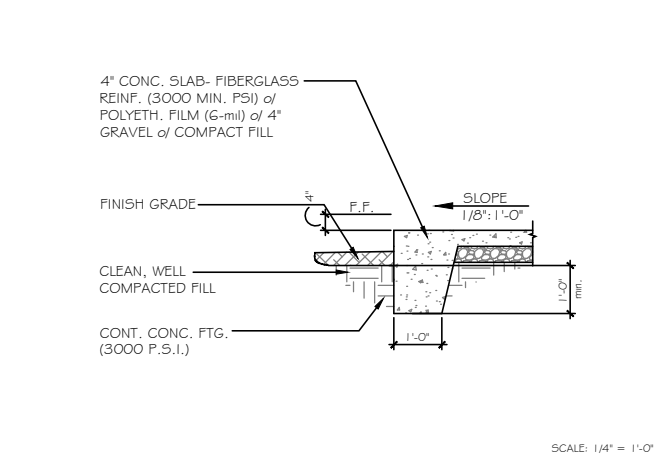 4" CONC. SLAB- FIBERGLASS
REINF. (3000 MIN. PSI) o/
POLYETH. FILM (6-mil) o/ 4"
GRAVEL o/ COMPACT FILL
4"
F.F.
SLOPE
1/8":1'-0"
FINISH GRADE
CLEAN, WELL
COMPACTED FILL
1'-0"
min.
CONT. CONC. FTG.
(3000 P.S.I.)
1'-0"
SCALE: 1/4" = 1'-0"